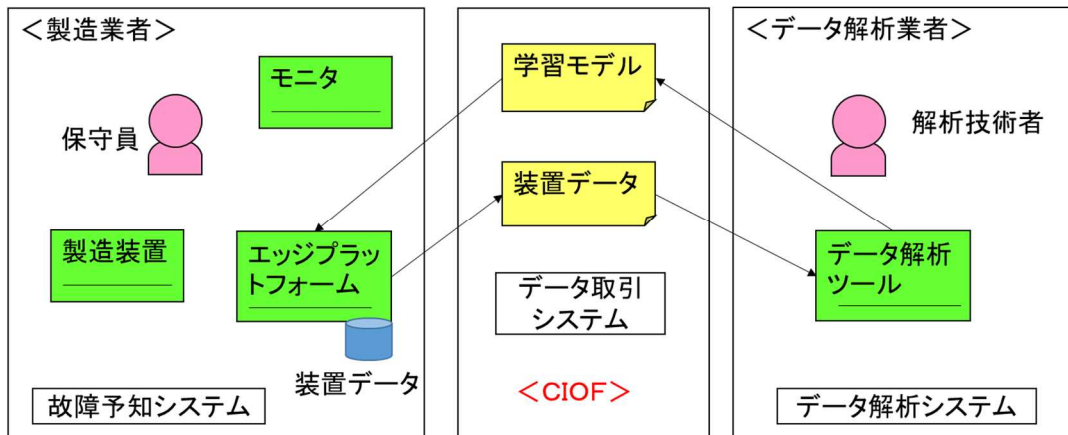 ＜製造業者＞
モニタ
保守員
製造装置
エッジプラッ
トフォーム
装置データ
故障予知システム
学習モデル
装置データ
データ取引
システム
＜CIOF＞
＜データ解析業者＞
解析技術者
データ解析
ツール
データ解析システム